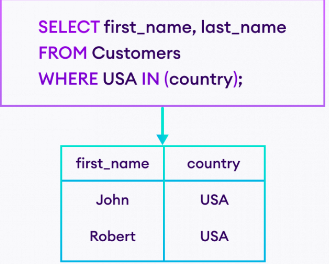 SELECT first_name, last_name
FROM Customers
WHERE USA IN (country);
first_name country
John USA
Robert USA